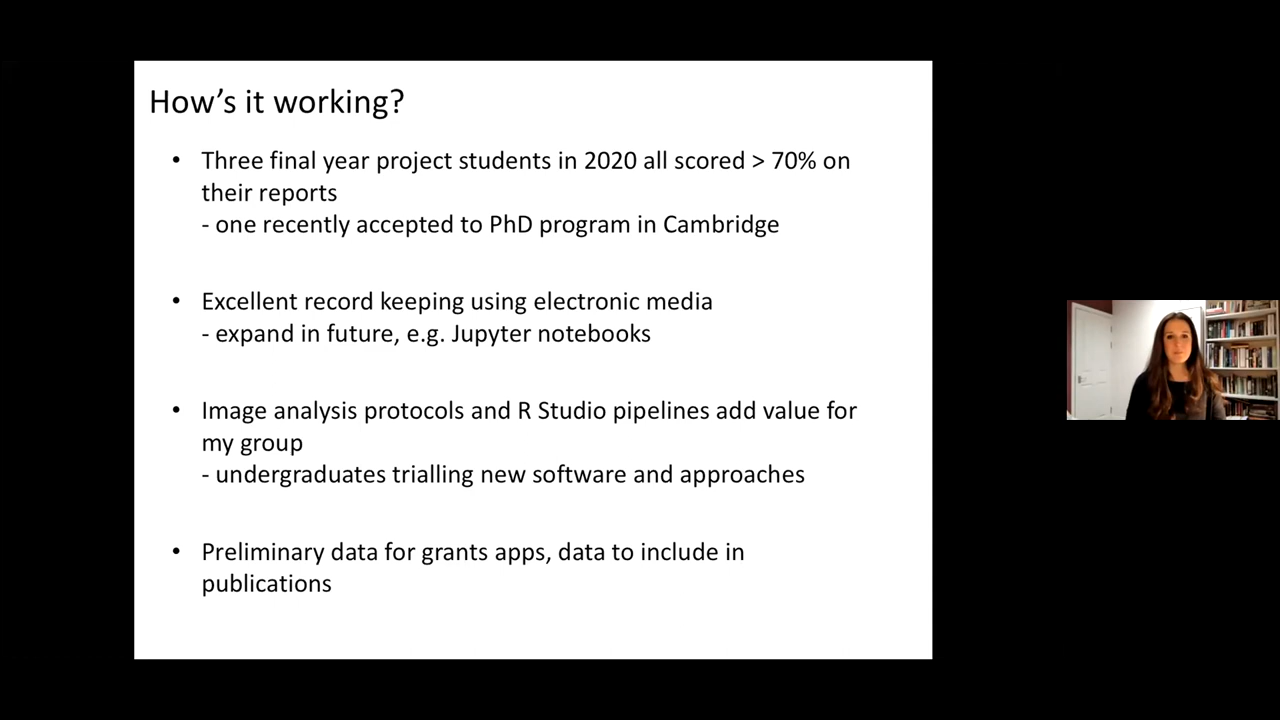 How’s it working?
• Three final year project students in 2020 all scored > 70% on
their reports
- one recently accepted to PhD program in Cambridge
• Excellent record keeping using electronic media
- expand in future, e.g. Jupyter notebooks
• Image analysis protocols and R Studio pipelines add value for
my group
- undergraduates trialling new software and approaches
• Preliminary data for grants apps, data to include in
publications